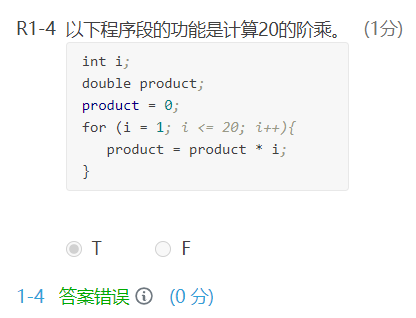 R1-4 以下程序段的功能是计算20的阶乘。 (1分)
int i;
double product;
product = 0;
for (i = 1; i <= 20; i++){
product = product * i;
}
T F
1-4 答案错误 (0 分)